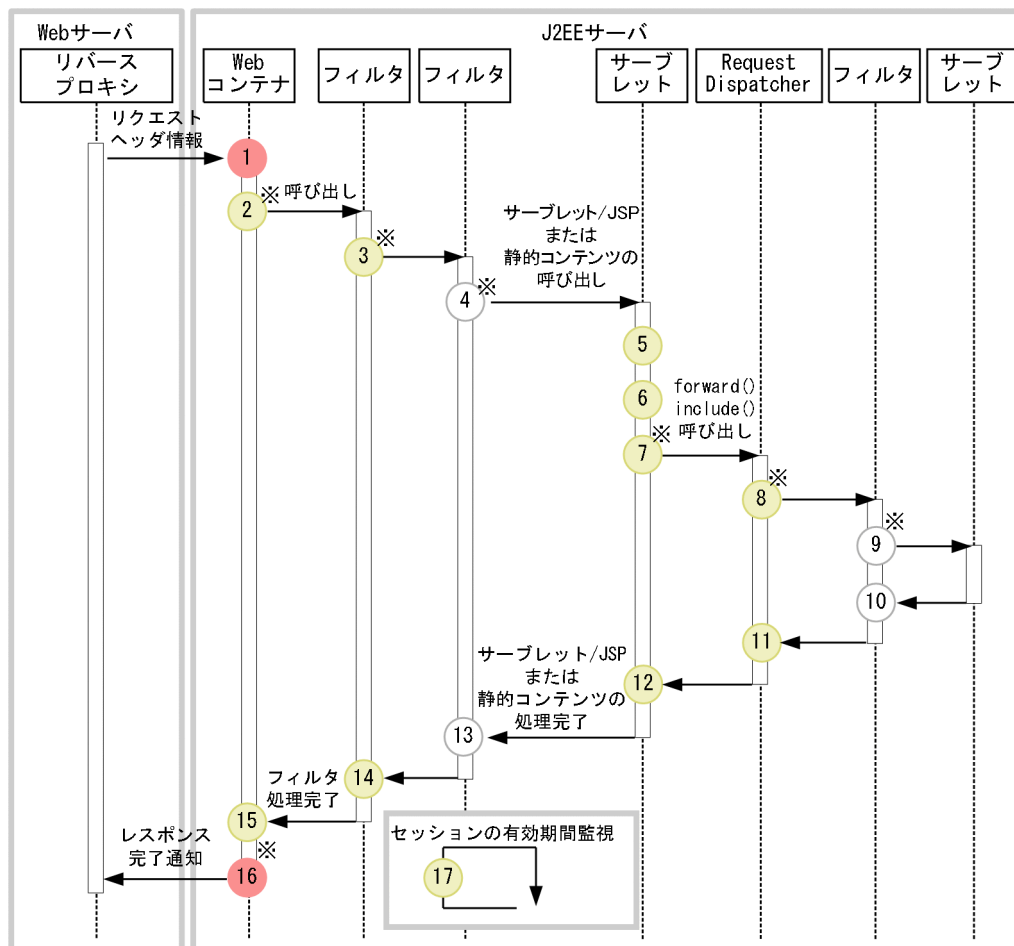 Webサーバ
J2EEサーバ
リバース
プロキシ
Web
コンテナ
フィルタ
フィルタ
サーブ
レット
Request
Dispatcher
フィルタ
サーブ
レット
リクエスト
ヘッダ情報
1
2
※
呼び出し
3
※
サーブレット/JSP
または
静的コンテンツの
呼び出し
4
※
5
6
forward()
include()
呼び出し
7
※
8
※
9
※
10
11
12
サーブレット/JSP
または
静的コンテンツの
処理完了
13
14
フィルタ
処理完了
15
レスポンス
完了通知
※
16
セッションの有効期間監視
17